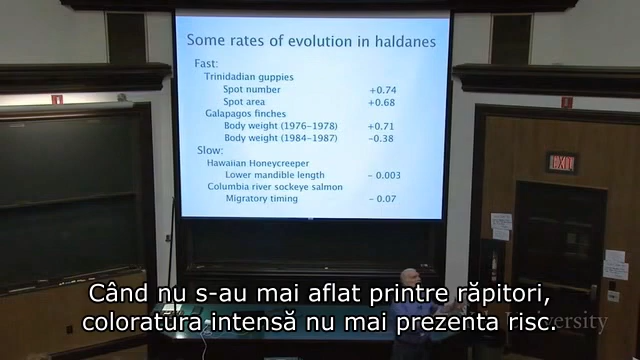 Some rates of evolution in haldanes
Fast:
Trinidadian guppies
Spot number +0.74
Spot area +0.68
Galapagos finches
Body weight (1976–1978) +0.71
Body weight (1984–1987) –0.38
Slow:
Hawaiian Honeycreeper
Lower mandible length – 0.003
Columbia river sockeye salmon
Migratory timing – 0.07
EXIT
Când nu s-au mai aflat printre răpitori,
coloratura intensă nu mai prezenta risc.
University